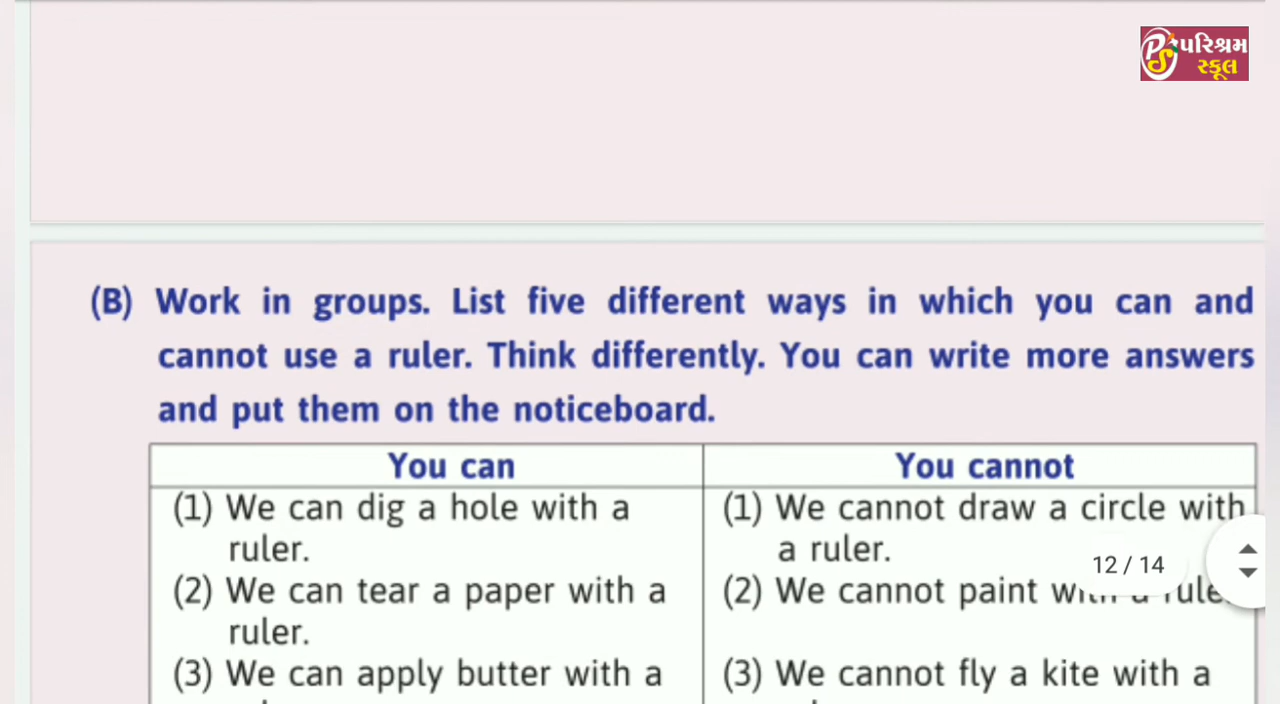 પરિશ્રમ
સ્કૂલ
(B) Work in groups. List five different ways in which you can and
cannot use a ruler. Think differently. You can write more answers
and put them on the noticeboard.
You can
(1) We can dig a hole with a
ruler.
(2) We can tear a paper with a
ruler.
(3) We can apply butter with a
You cannot
(1) We cannot draw a circle with
a ruler.
(2) We cannot paint with a
(3) We cannot fly a kite with a
12 / 14